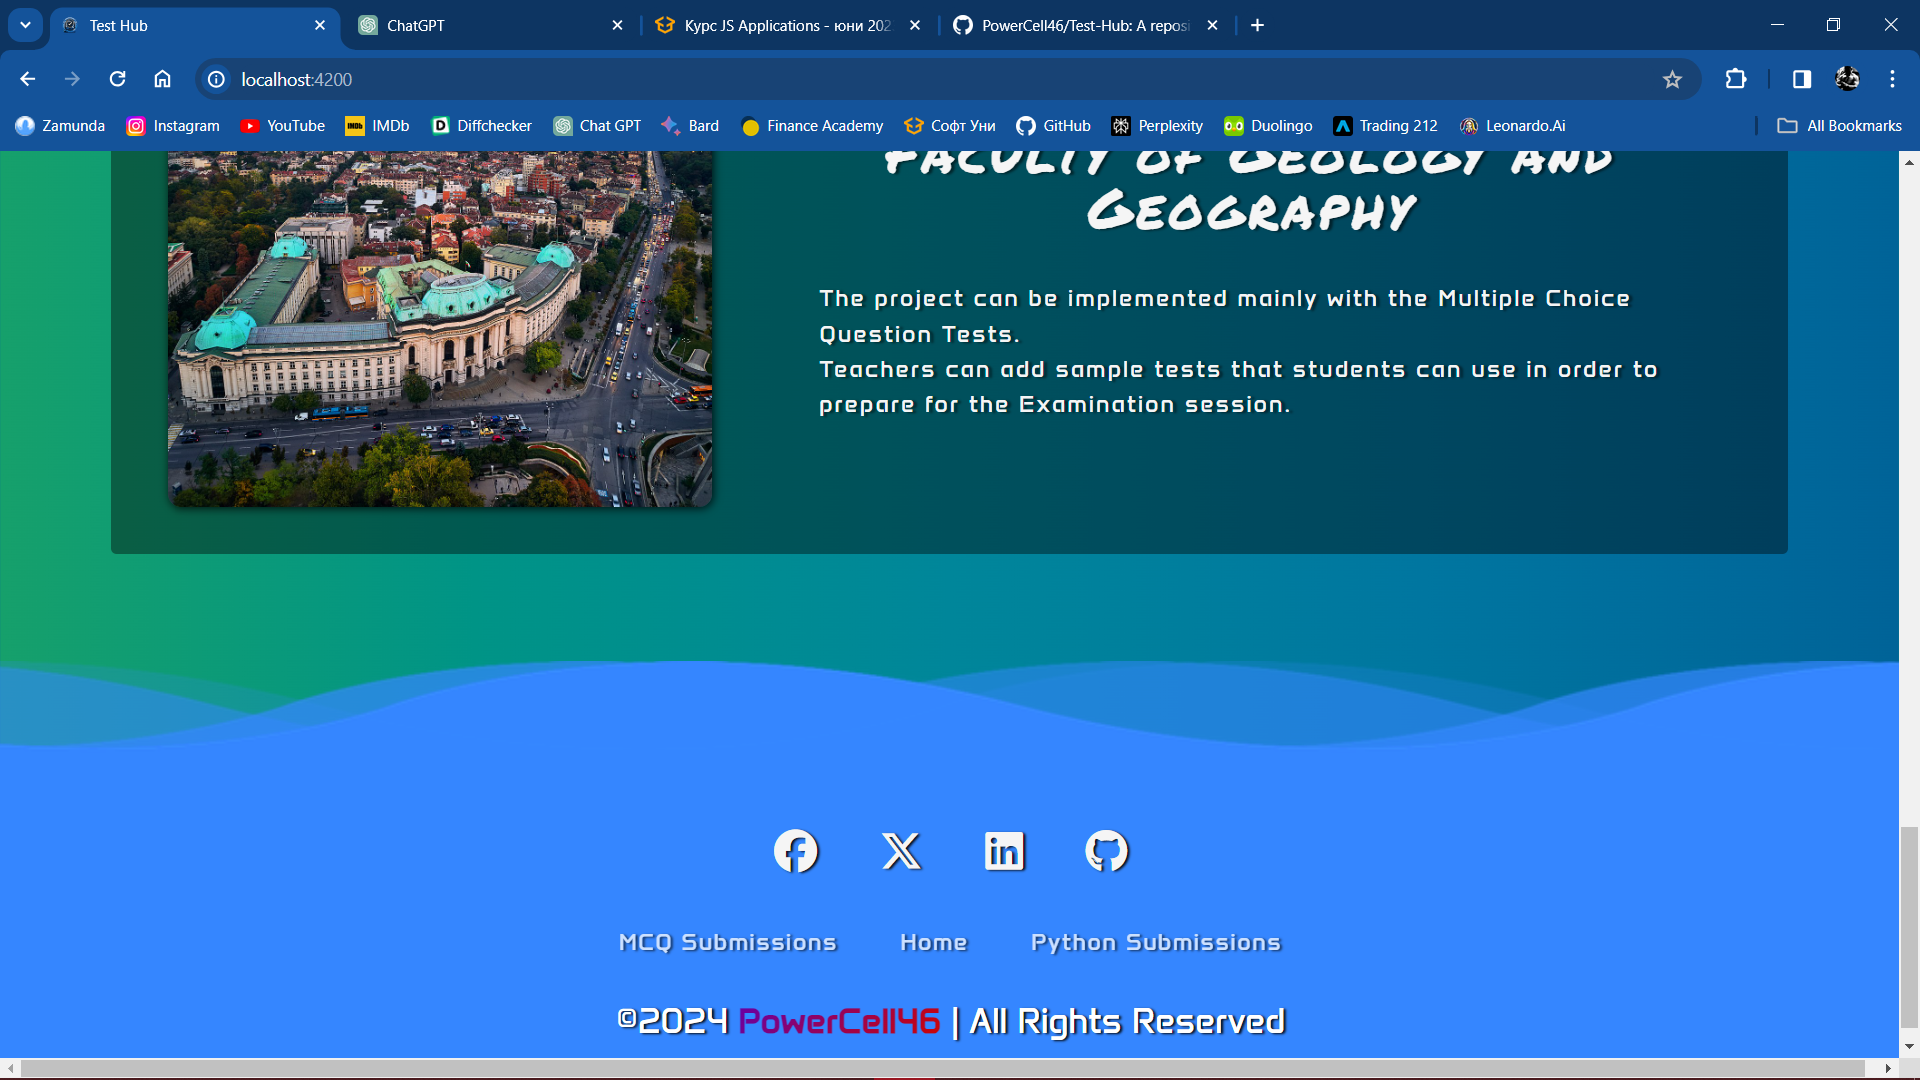 Test Hub
ChatGPT
Курс JS Applications - юни 202
PowerCell46/Test-Hub: A reposi
localhost:4200
Zamunda
Instagram
YouTube
IMDb
Diffchecker
Chat GPT
Bard
Finance Academy
Софт Уни
GitHub
Perplexity
Duolingo
Trading 212
Leonardo.Ai
All Bookmarks
Faculty of Geology and
Geography
The project can be implemented mainly with the Multiple Choice
Question Tests.
Teachers can add sample tests that students can use in order to
prepare for the Examination session.
MCQ Submissions
Home
Python Submissions
©2024 PowerCell46 | All Rights Reserved